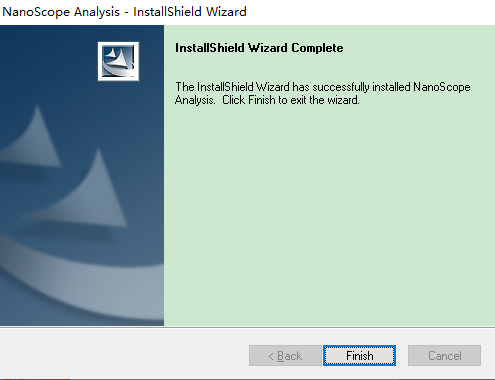 NanoScope Analysis - InstallShield Wizard
InstallShield Wizard Complete
The InstallShield Wizard has successfully installed NanoScope
Analysis. Click Finish to exit the wizard.
< Back Finish Cancel